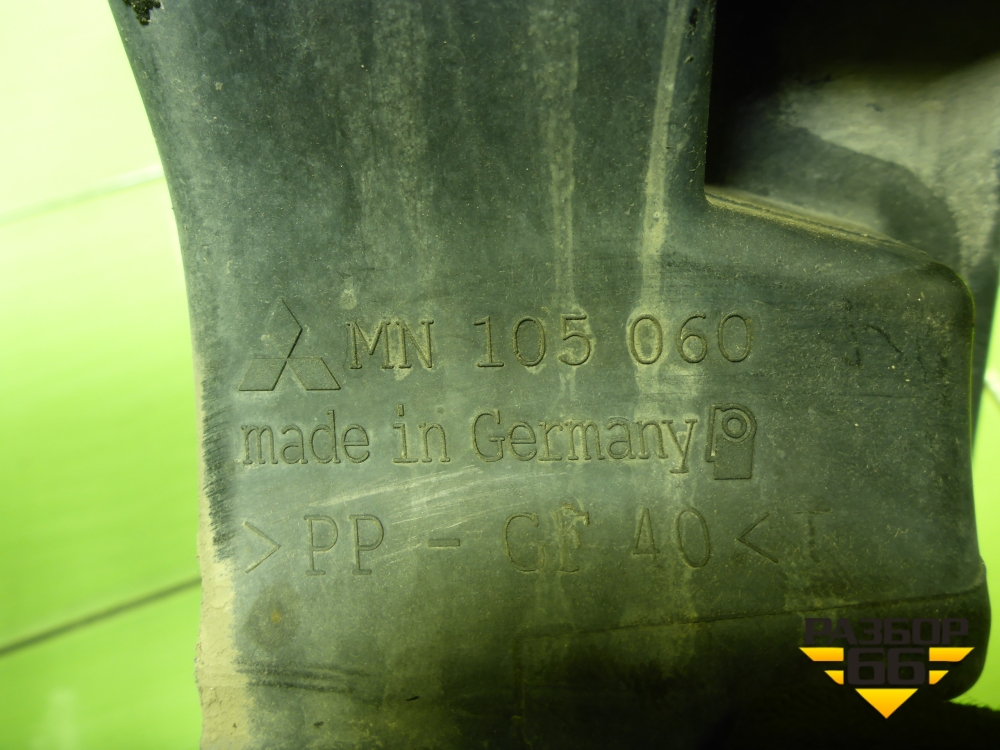 MN 105 060
made in Germany
>PP - GF 40< T
РАЗБОР
66